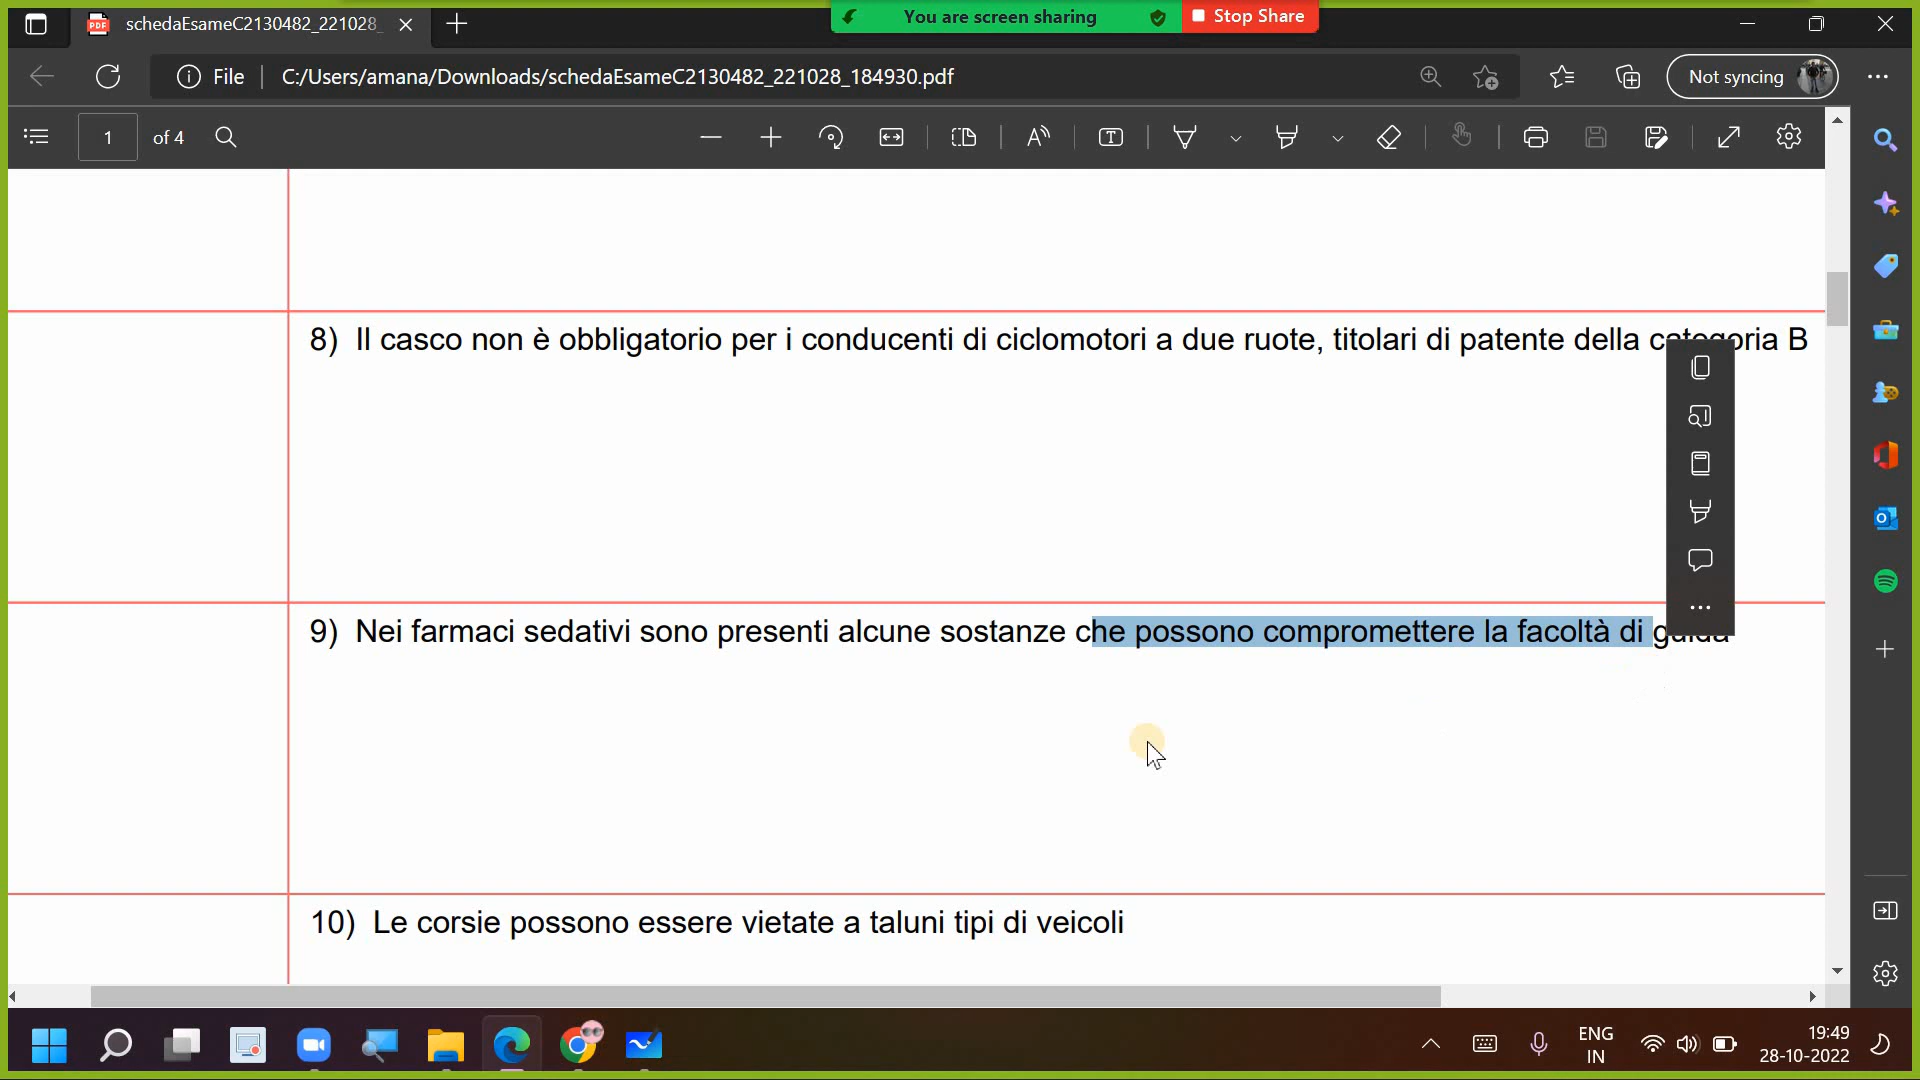 schedaEsameC2130482_221028_
You are screen sharing
Stop Share
File
C:/Users/amana/Downloads/schedaEsameC2130482_221028_184930.pdf
Not syncing
1 of 4
8) Il casco non è obbligatorio per i conducenti di ciclomotori a due ruote, titolari di patente della categoria B
9) Nei farmaci sedativi sono presenti alcune sostanze che possono compromettere la facoltà di guida
10) Le corsie possono essere vietate a taluni tipi di veicoli
ENG
IN
19:49
28-10-2022